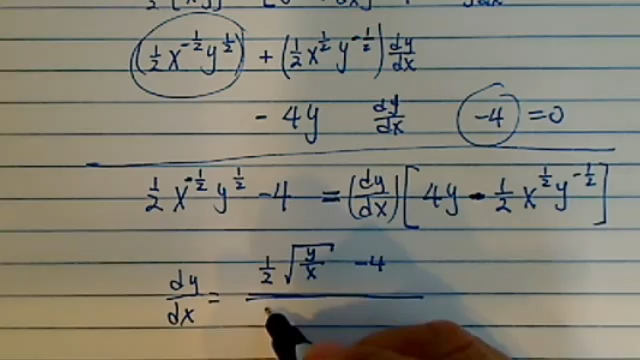 (½x^{-½}y^{½}) + (½x^{½}y^{-½}) dy/dx
- 4y dy/dx -4 = 0
½x^{-½}y^{½} -4 = (dy/dx)[4y - ½x^{½}y^{-½}]
dy/dx = ½√(y/x) -4